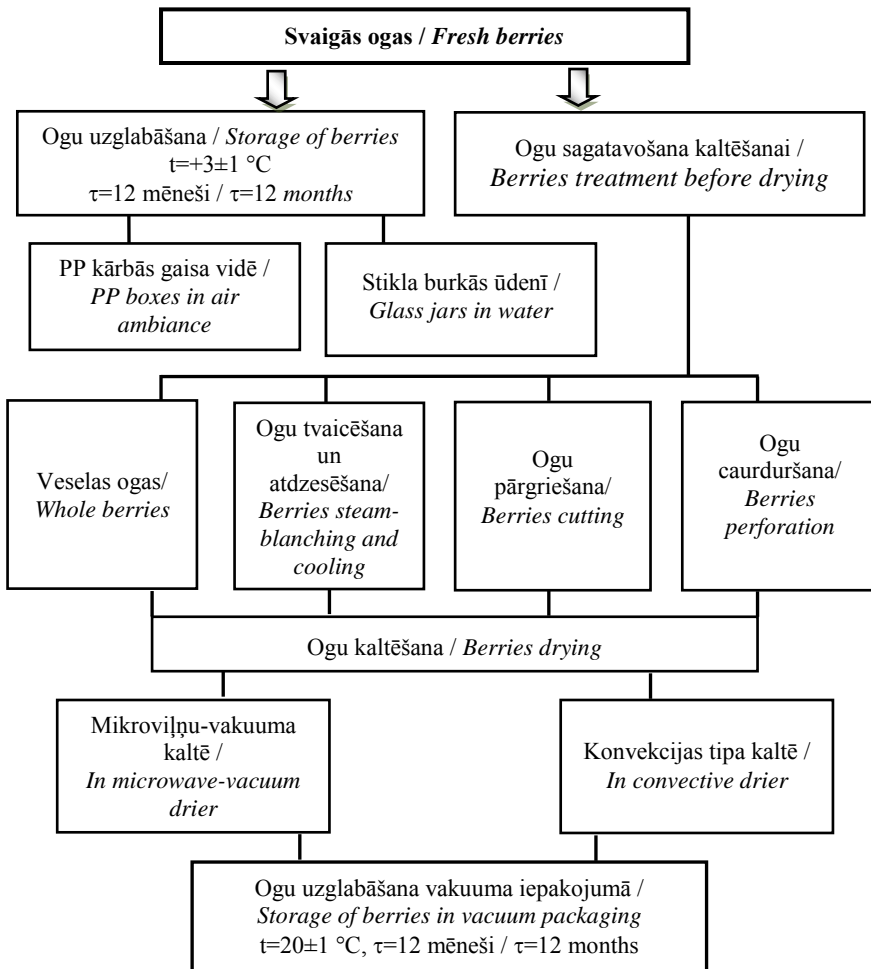 Svaigās ogas / Fresh berries
Ogu uzglabāšana / Storage of berries
t=+3±1 °C
τ=12 mēneši / τ=12 months
Ogu sagatavošana kaltēšanai /
Berries treatment before drying
PP kārbās gaisa vidē /
PP boxes in air
ambiance
Stikla burkās ūdenī /
Glass jars in water
Veselas ogas/
Whole berries
Ogu tvaicēšana
un
atdzesēšana/
Berries steam-
blanching and
cooling
Ogu
pārgriešana/
Berries cutting
Ogu
caurduršana/
Berries
perforation
Ogu kaltēšana / Berries drying
Mikroviļņu-vakuuma
kaltē /
In microwave-vacuum
drier
Konvekcijas tipa kaltē /
In convective drier
Ogu uzglabāšana vakuuma iepakojumā /
Storage of berries in vacuum packaging
t=20±1 °C, τ=12 mēneši / τ=12 months